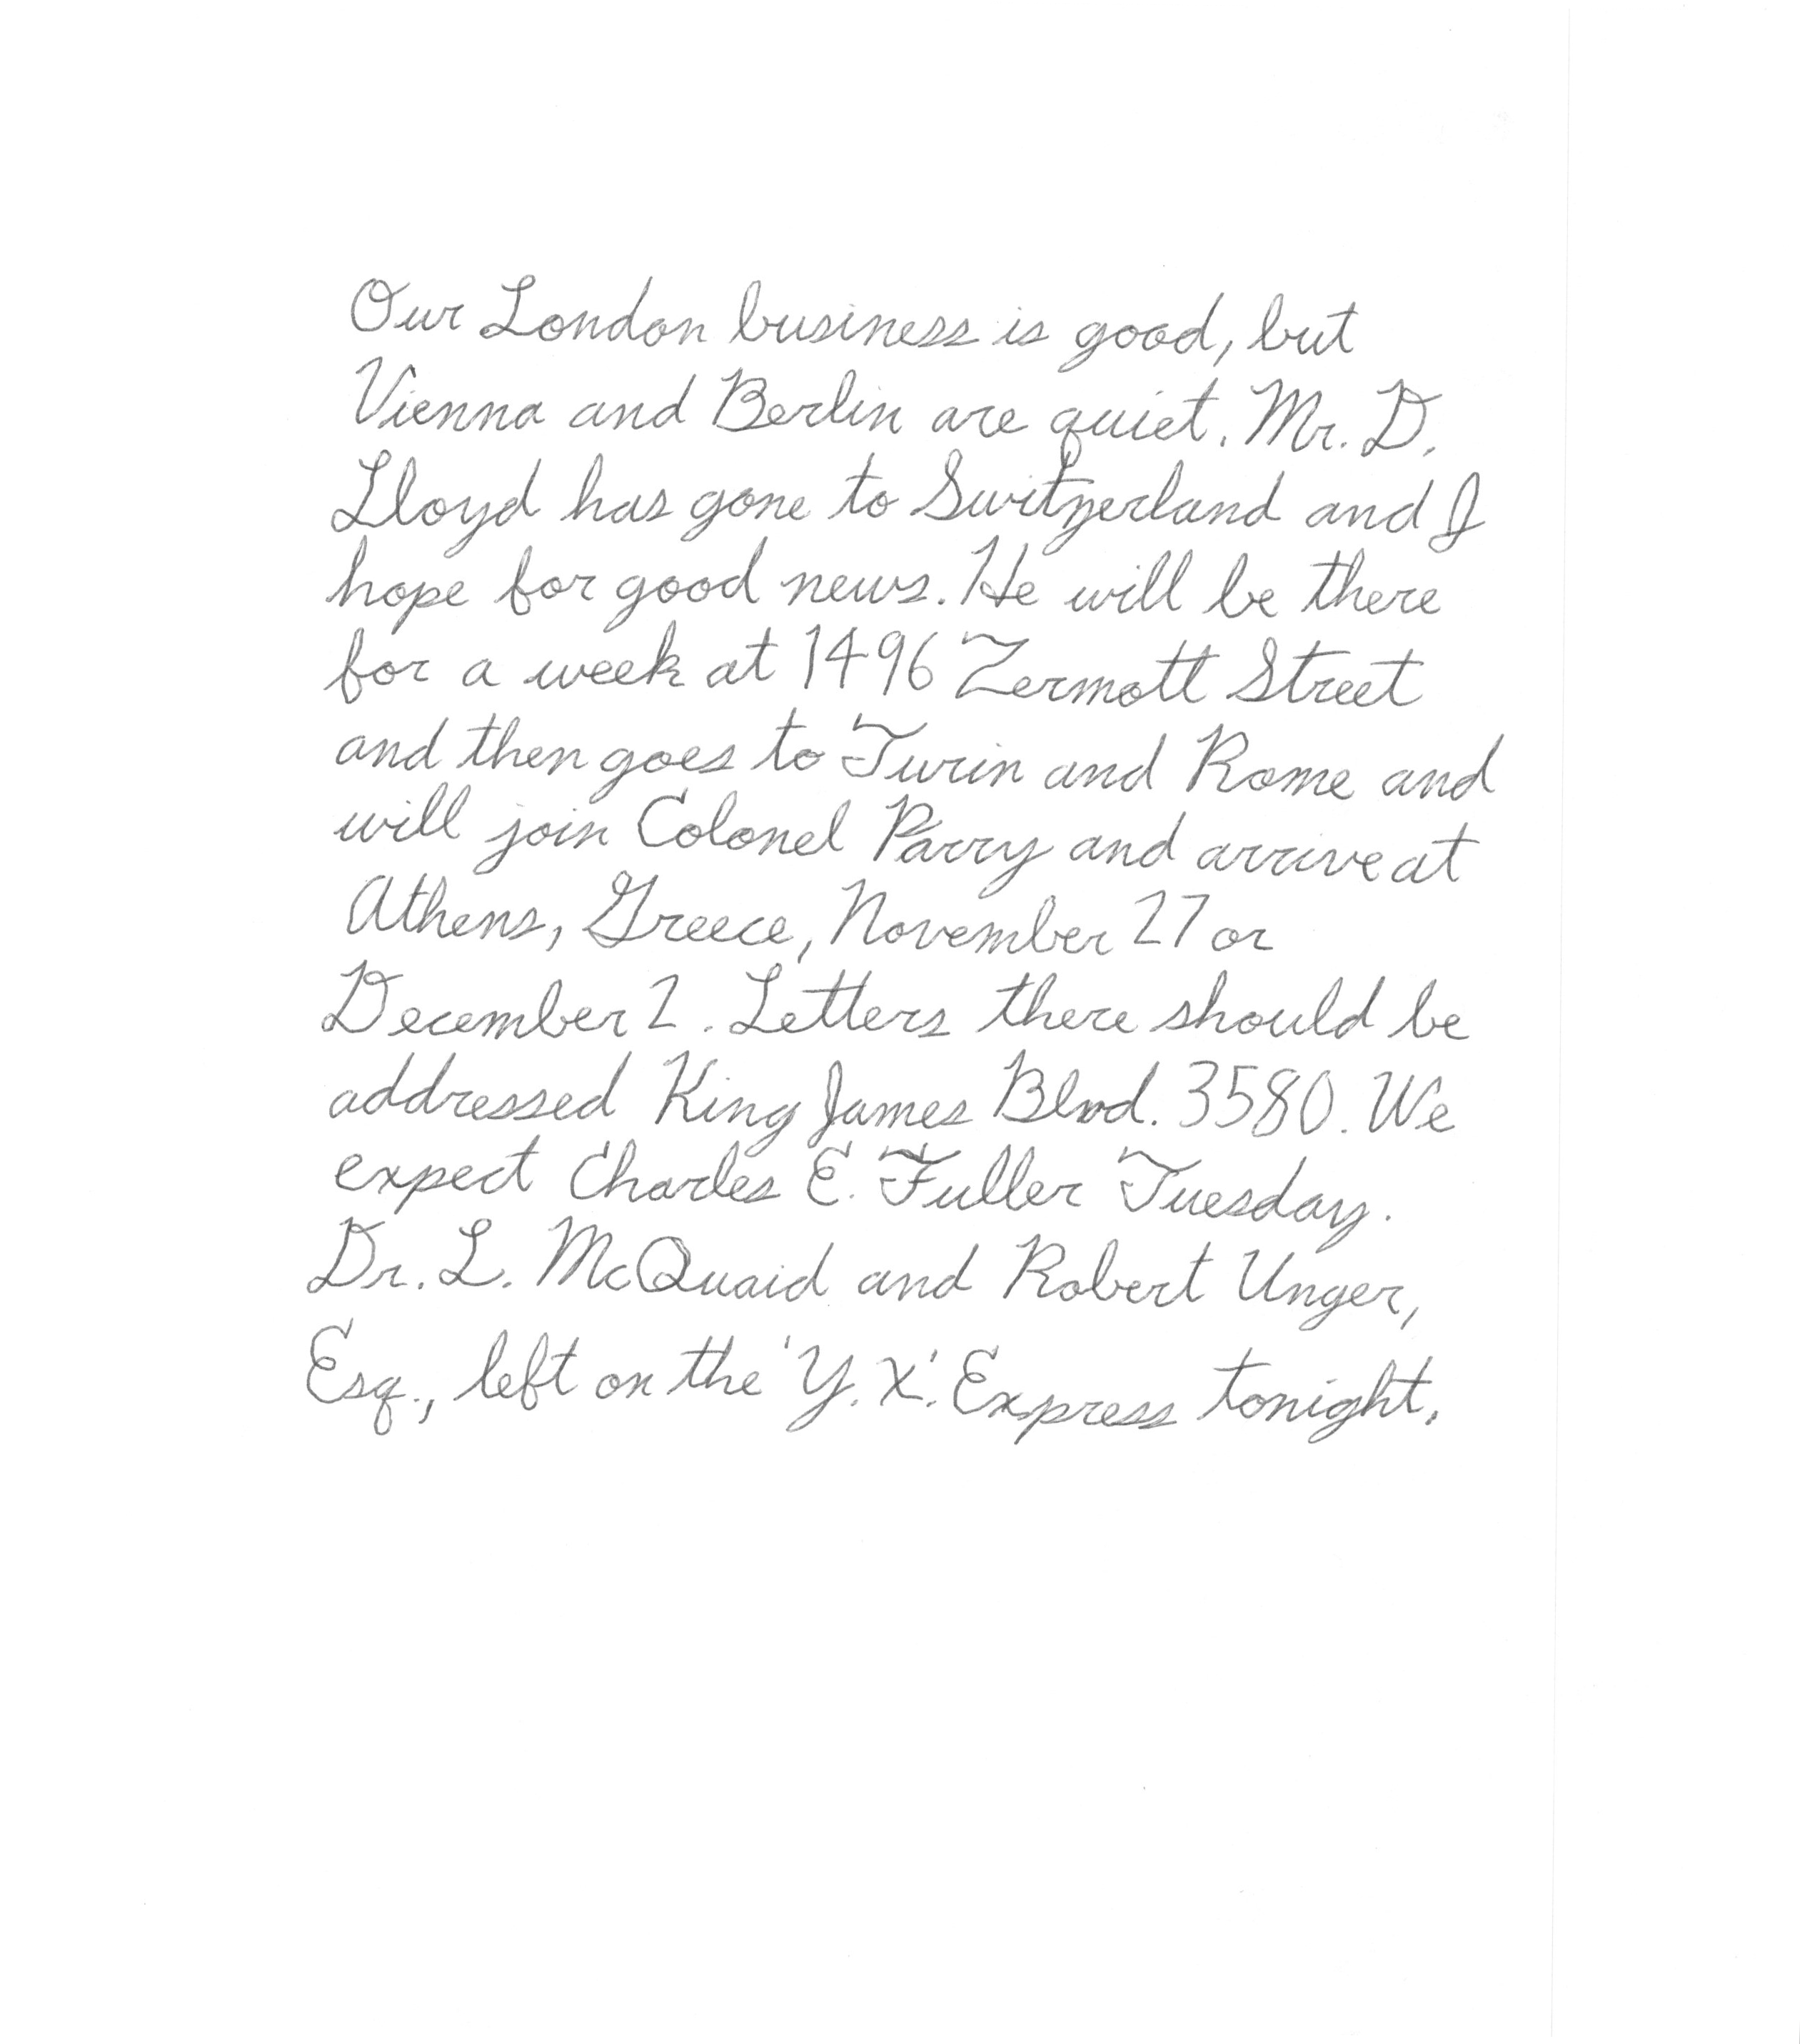 Our London business is good, but
Vienna and Berlin are quiet. Mr. D.
Lloyd has gone to Switzerland and I
hope for good news. He will be there
for a week at 1496 Zermott Street
and then goes to Turin and Rome and
will join Colonel Parry and arrive at
Athens, Greece, November 27 or
December 2. Letters there should be
addressed King James Blvd. 3580. We
expect Charles E. Fuller Tuesday.
Dr. L. McQuaid and Robert Unger,
Esq., left on the 'Y. X.' Express tonight.